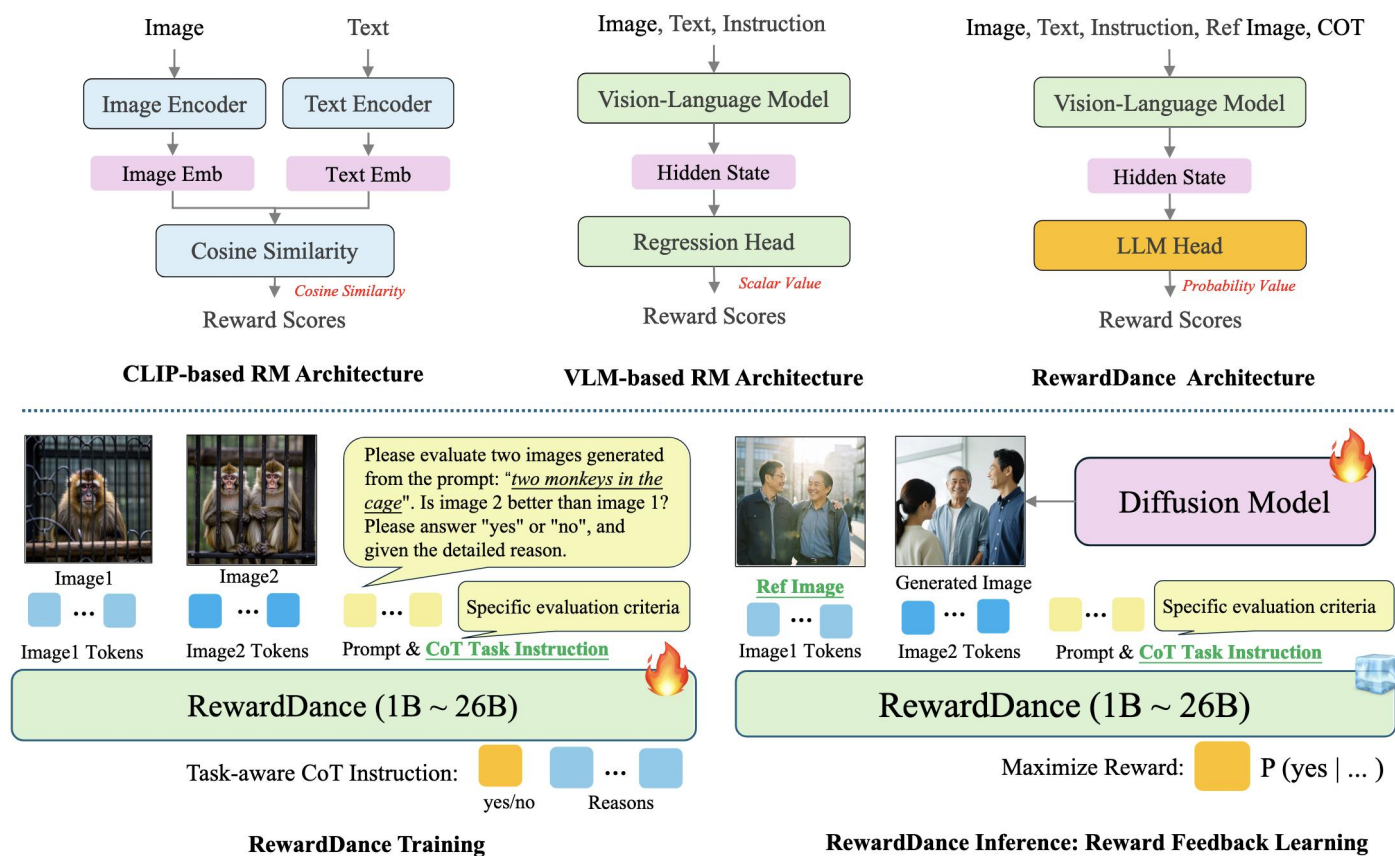 Image
Text
Image Encoder
Text Encoder
Image Emb
Text Emb
Cosine Similarity
Cosine Similarity
Reward Scores
CLIP-based RM Architecture
Image, Text, Instruction
Vision-Language Model
Hidden State
Regression Head
Scalar Value
Reward Scores
VLM-based RM Architecture
Image, Text, Instruction, Ref Image, COT
Vision-Language Model
Hidden State
LLM Head
Probability Value
Reward Scores
RewardDance Architecture
Image1
Image2
Please evaluate two images generated
from the prompt: "two monkeys in the
cage". Is image 2 better than image 1?
Please answer "yes" or "no", and
given the detailed reason.
Specific evaluation criteria
...
...
...
Image1 Tokens
Image2 Tokens
Prompt & CoT Task Instruction
RewardDance (1B ~ 26B)
Task-aware CoT Instruction:
...
yes/no
Reasons
RewardDance Training
Ref Image
Generated Image
Diffusion Model
Specific evaluation criteria
...
...
...
Image1 Tokens
Image2 Tokens
Prompt & CoT Task Instruction
RewardDance (1B ~ 26B)
Maximize Reward:
P (yes | ... )
RewardDance Inference: Reward Feedback Learning